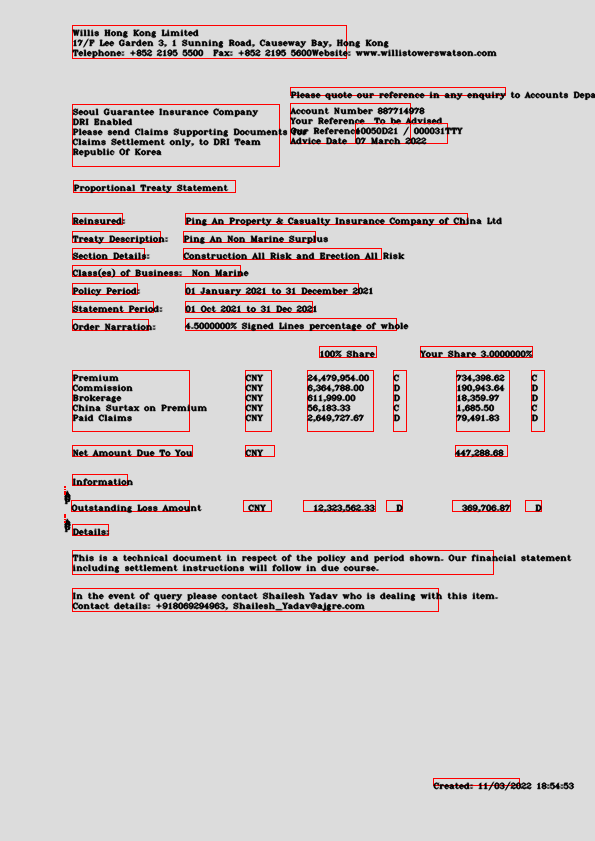 Willis Hong Kong Limited
17/F Lee Garden 3, 1 Sunning Road, Causeway Bay, Hong Kong
Telephone: +852 2195 5500 Fax: +852 2195 5600Website: www.willistowerswatson.com
Please quote our reference in any enquiry to Accounts Depa
Seoul Guarantee Insurance Company
DRI Enabled
Please send Claims Supporting Documents for
Claims Settlement only, to DRI Team
Republic Of Korea
Account Number 887714978
Your Reference To be Advised
Our Reference 10050D21 / 000031TTY
Advice Date 07 March 2022
Proportional Treaty Statement
Reinsured: Ping An Property & Casualty Insurance Company of China Ltd
Treaty Description: Ping An Non Marine Surplus
Section Details: Construction All Risk and Erection All Risk
Class(es) of Business: Non Marine
Policy Period: 01 January 2021 to 31 December 2021
Statement Period: 01 Oct 2021 to 31 Dec 2021
Order Narration: 4.5000000% Signed Lines percentage of whole
100% Share Your Share 3.0000000%
Premium CNY 24,479,954.00 C 734,398.62 C
Commission CNY 6,364,788.00 D 190,943.64 D
Brokerage CNY 611,999.00 D 18,359.97 D
China Surtax on Premium CNY 56,183.33 C 1,685.50 C
Paid Claims CNY 2,649,727.67 D 79,491.83 D
Net Amount Due To You CNY 447,288.68
Information
Outstanding Loss Amount CNY 12,323,562.33 D 369,706.87 D
Details:
This is a technical document in respect of the policy and period shown. Our financial statement
including settlement instructions will follow in due course.
In the event of query please contact Shailesh Yadav who is dealing with this item.
Contact details: +918069294963, Shailesh_Yadav@ajgre.com
Created: 11/03/2022 18:54:53